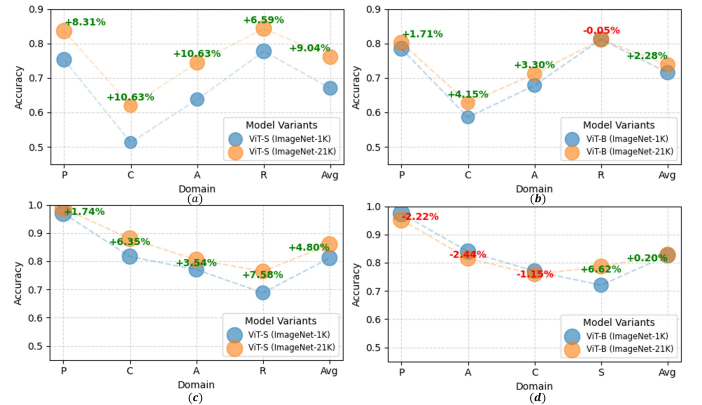 0.9
0.8
0.7
0.6
0.5
Accuracy
+8.31%
+10.63%
+10.63%
+6.59%
+9.04%
Model Variants
ViT-S (ImageNet-1K)
ViT-S (ImageNet-21K)
P C A R Avg
Domain
(a)
0.9
0.8
0.7
0.6
0.5
Accuracy
+1.71%
+4.15%
+3.30%
-0.05%
+2.28%
Model Variants
ViT-B (ImageNet-1K)
ViT-B (ImageNet-21K)
P C A R Avg
Domain
(b)
1.0
0.9
0.8
0.7
0.6
0.5
Accuracy
+1.74%
+6.35%
+3.54%
+7.58%
+4.80%
Model Variants
ViT-S (ImageNet-1K)
ViT-S (ImageNet-21K)
P C A R Avg
Domain
(c)
1.0
0.9
0.8
0.7
0.6
0.5
Accuracy
-2.22%
-2.44%
-1.15%
+6.62%
+0.20%
Model Variants
ViT-B (ImageNet-1K)
ViT-B (ImageNet-21K)
P A C S Avg
Domain
(d)